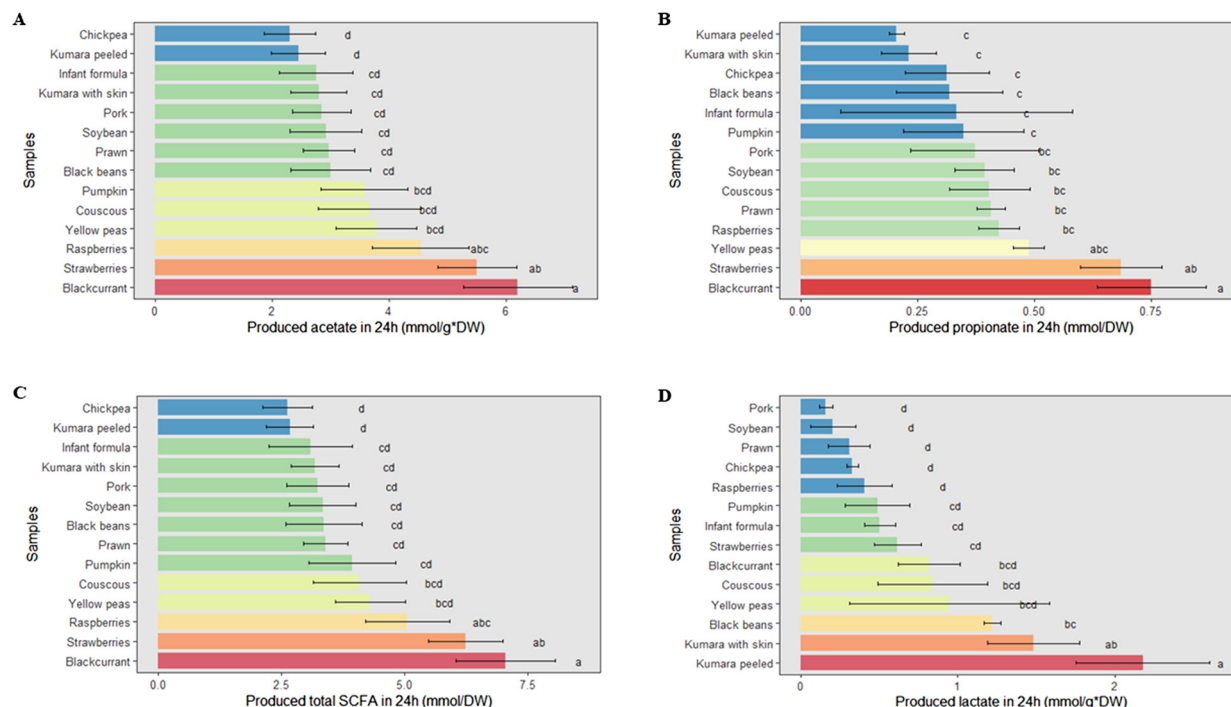 A
Chickpea d
Kumara peeled d
Infant formula cd
Kumara with skin cd
Pork cd
Soybean cd
Prawn cd
Black beans cd
Pumpkin bcd
Couscous bcd
Yellow peas bcd
Raspberries abc
Strawberries ab
Blackcurrant a
Samples
0 2 4 6
Produced acetate in 24h (mmol/g*DW)
B
Kumara peeled c
Kumara with skin c
Chickpea c
Black beans c
Infant formula c
Pumpkin c
Pork bc
Soybean bc
Couscous bc
Prawn bc
Raspberries bc
Yellow peas abc
Strawberries ab
Blackcurrant a
Samples
0.00 0.25 0.50 0.75
Produced propionate in 24h (mmol/DW)
C
Chickpea d
Kumara peeled d
Infant formula cd
Kumara with skin cd
Pork cd
Soybean cd
Black beans cd
Prawn cd
Pumpkin cd
Couscous bcd
Yellow peas bcd
Raspberries abc
Strawberries ab
Blackcurrant a
Samples
0.0 2.5 5.0 7.5
Produced total SCFA in 24h (mmol/DW)
D
Pork d
Soybean d
Prawn d
Chickpea d
Raspberries d
Pumpkin cd
Infant formula cd
Strawberries cd
Blackcurrant bcd
Couscous bcd
Yellow peas bcd
Black beans bc
Kumara with skin ab
Kumara peeled a
Samples
0 1 2
Produced lactate in 24h (mmol/g*DW)